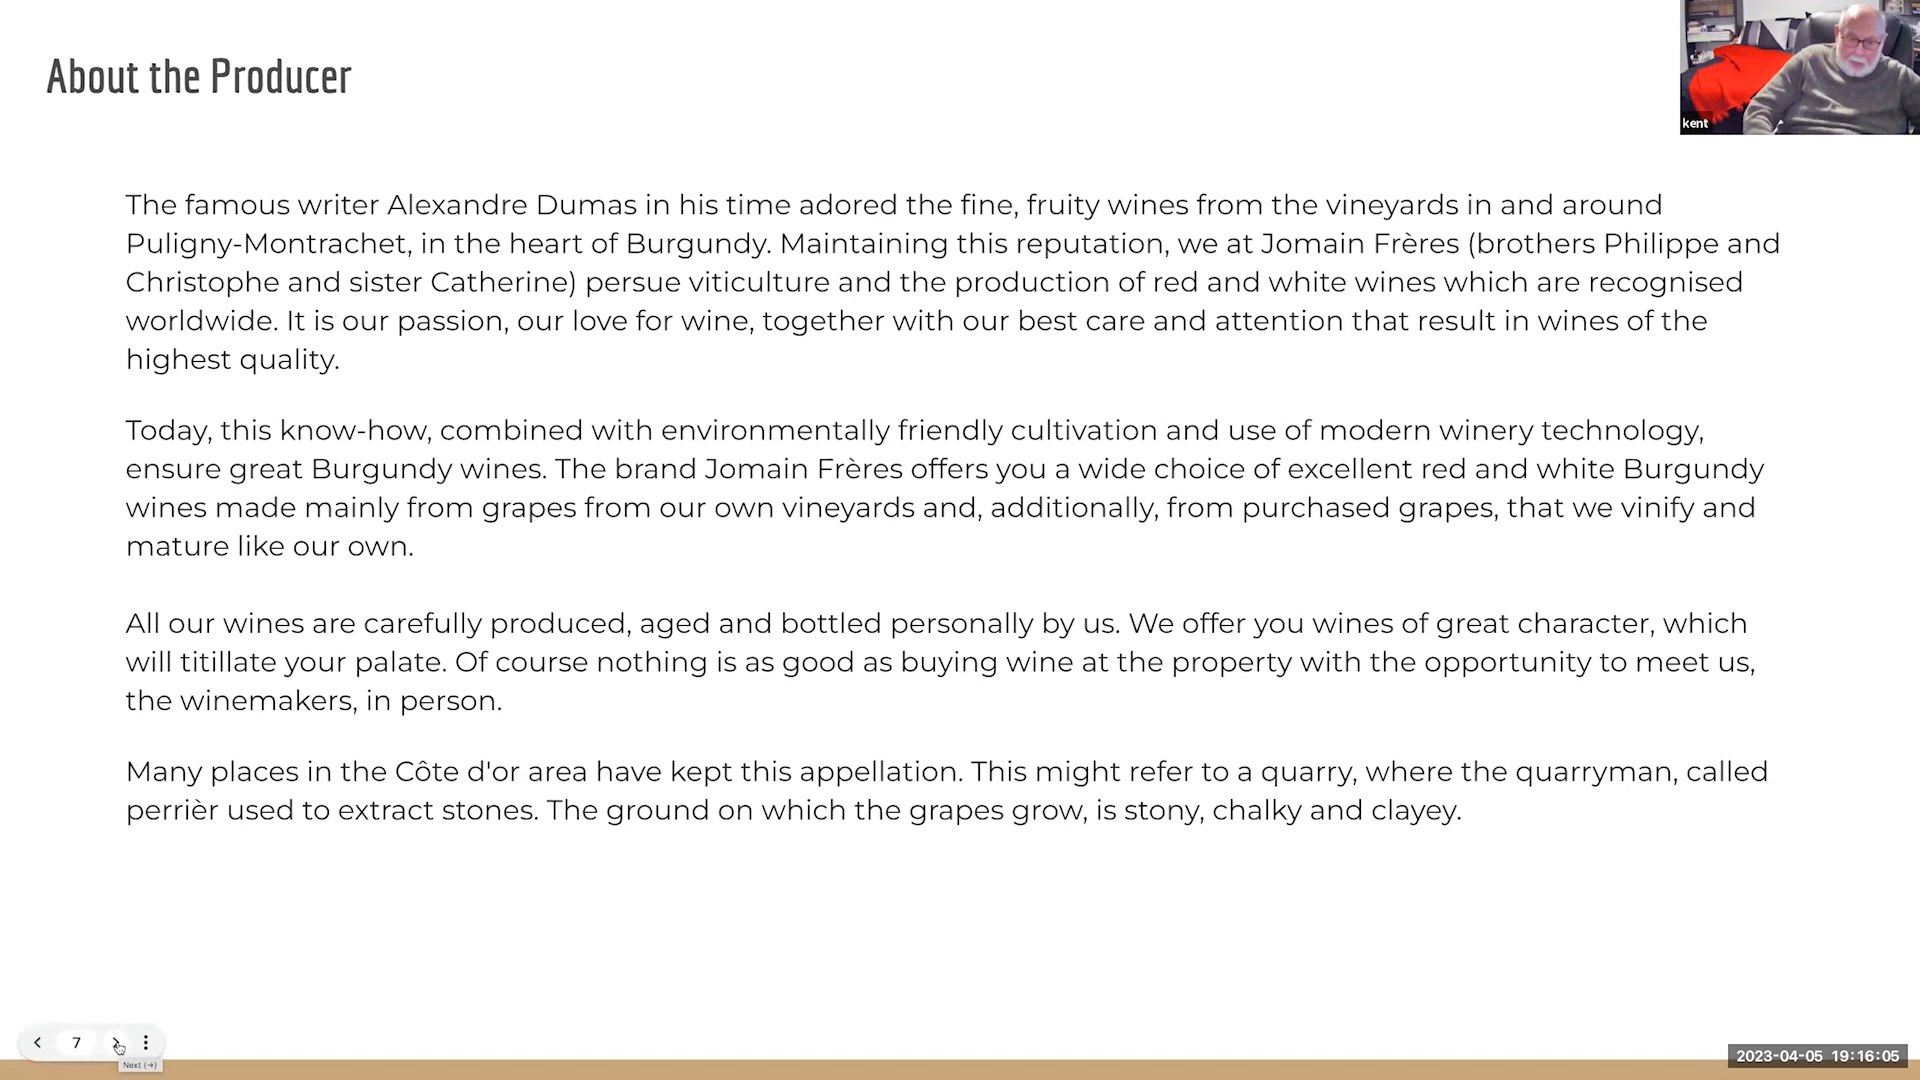 About the Producer
kent
The famous writer Alexandre Dumas in his time adored the fine, fruity wines from the vineyards in and around
Puligny-Montrachet, in the heart of Burgundy. Maintaining this reputation, we at Jomain Frères (brothers Philippe and
Christophe and sister Catherine) persue viticulture and the production of red and white wines which are recognised
worldwide. It is our passion, our love for wine, together with our best care and attention that result in wines of the
highest quality.
Today, this know-how, combined with environmentally friendly cultivation and use of modern winery technology,
ensure great Burgundy wines. The brand Jomain Frères offers you a wide choice of excellent red and white Burgundy
wines made mainly from grapes from our own vineyards and, additionally, from purchased grapes, that we vinify and
mature like our own.
All our wines are carefully produced, aged and bottled personally by us. We offer you wines of great character, which
will titillate your palate. Of course nothing is as good as buying wine at the property with the opportunity to meet us,
the winemakers, in person.
Many places in the Côte d'or area have kept this appellation. This might refer to a quarry, where the quarryman, called
perrièr used to extract stones. The ground on which the grapes grow, is stony, chalky and clayey.
7
Next (→)
2023-04-05 19:16:05